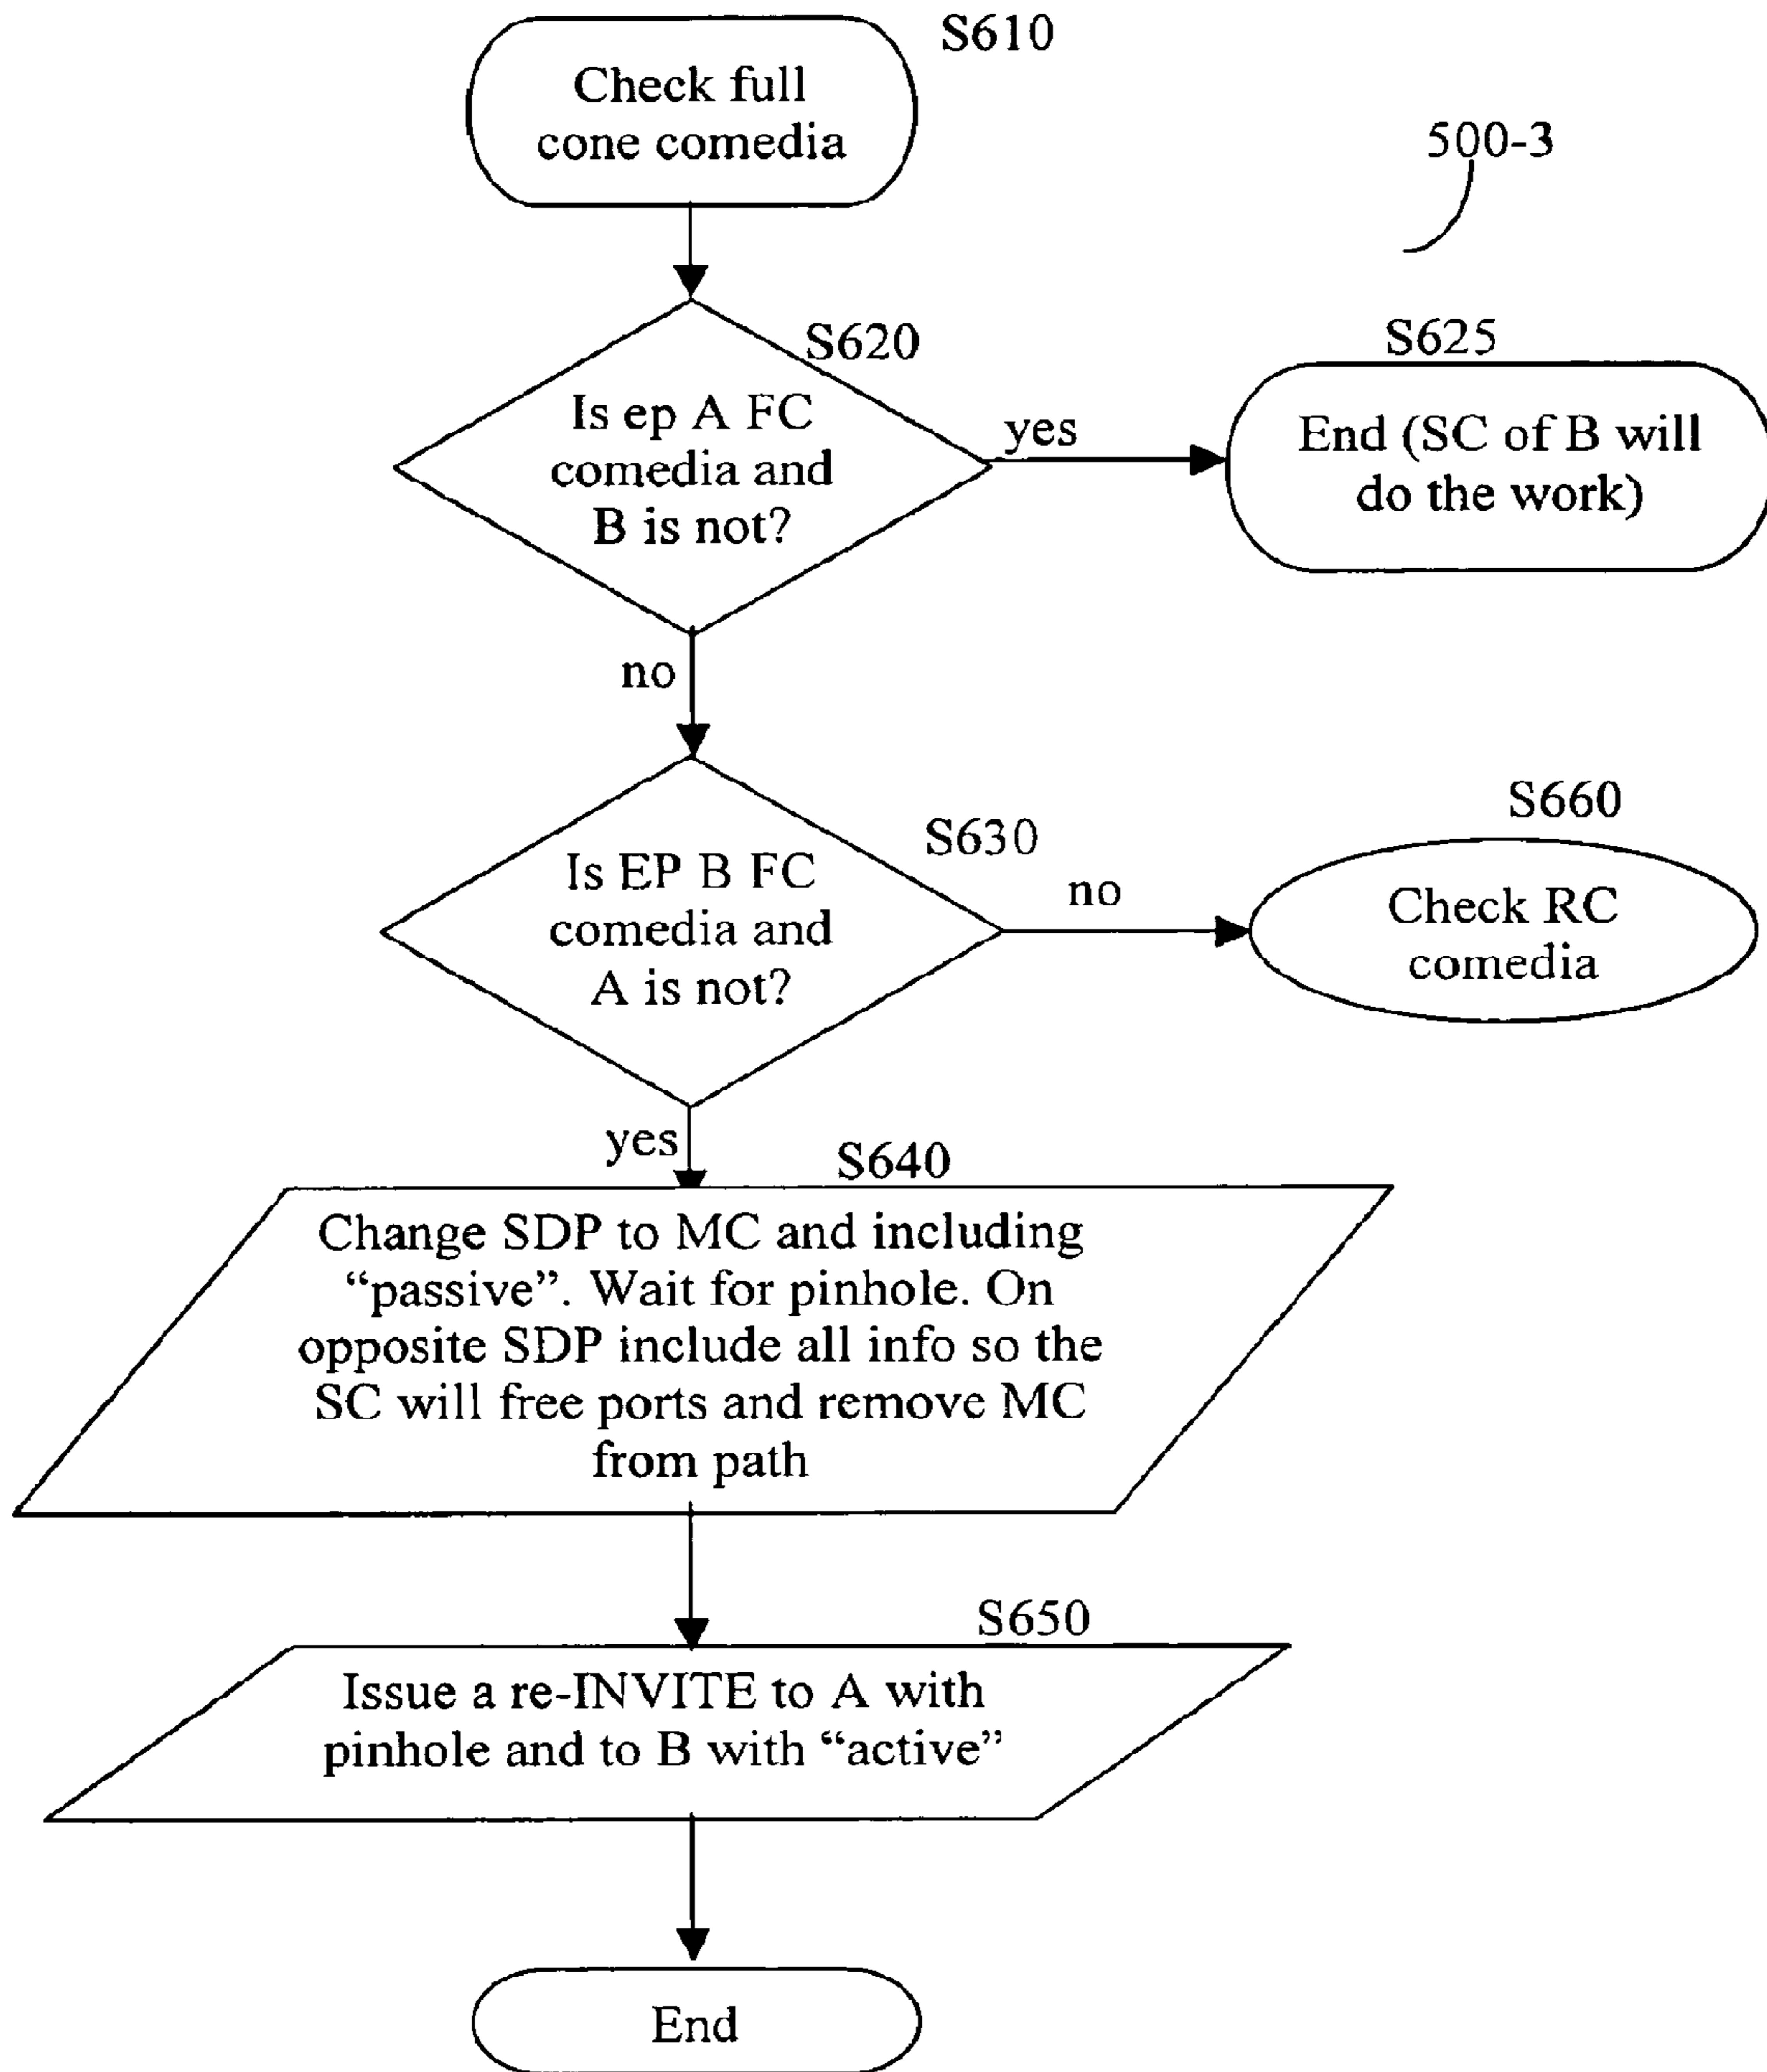 S610
Check full
cone comedia
500-3
S620
Is ep A FC
comedia and
B is not?
yes
S625
End (SC of B will
do the work)
no
S630
Is EP B FC
comedia and
A is not?
no
S660
Check RC
comedia
yes
S640
Change SDP to MC and including
“passive”. Wait for pinhole. On
opposite SDP include all info so the
SC will free ports and remove MC
from path
S650
Issue a re-INVITE to A with
pinhole and to B with “active”
End